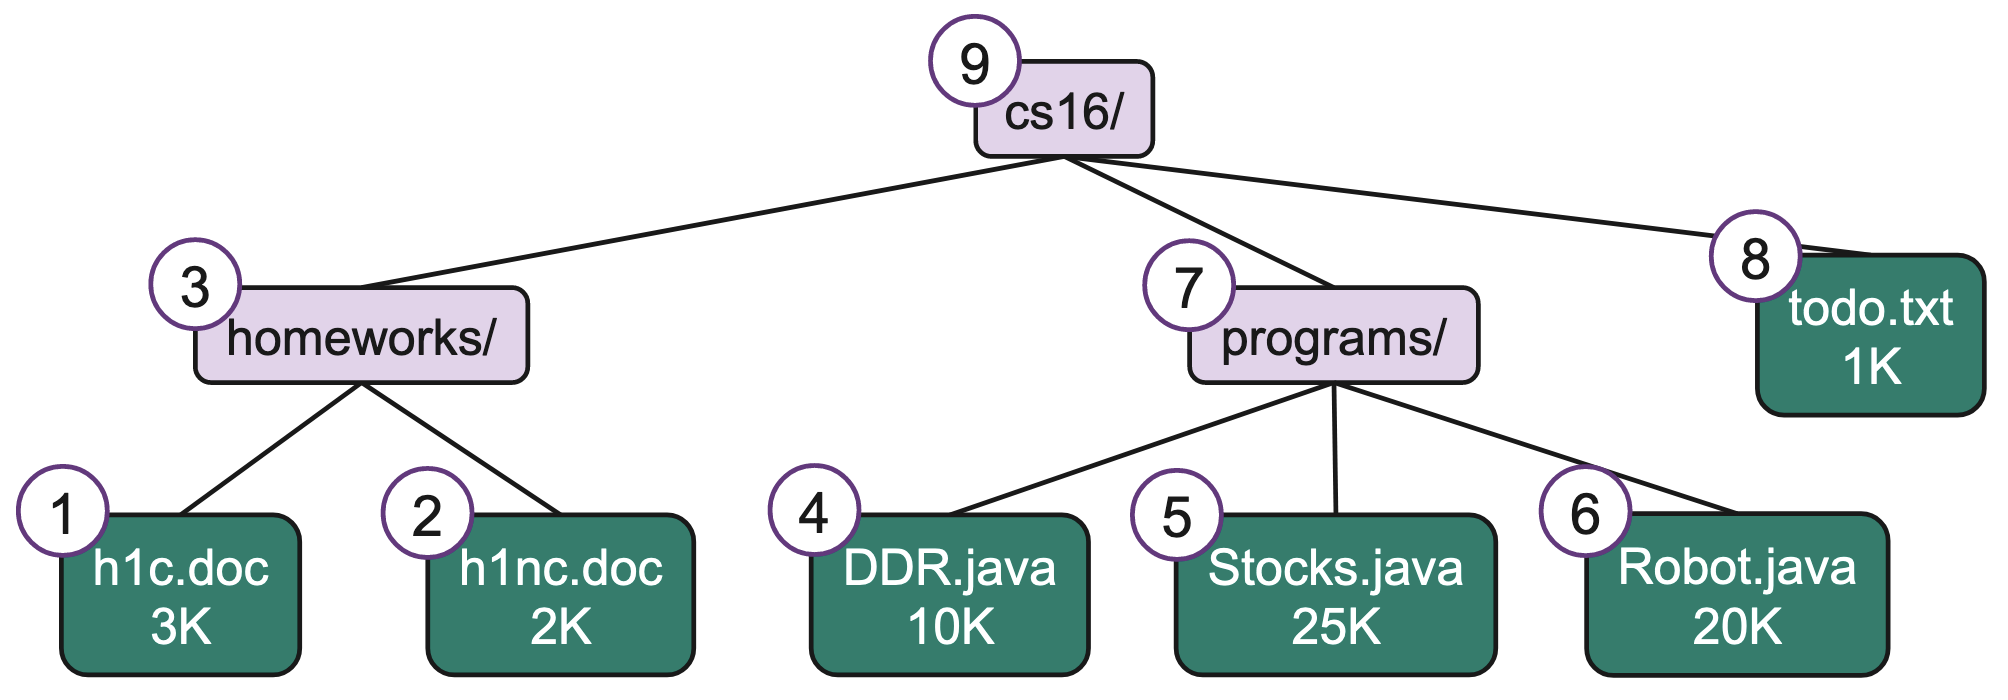 9
cs16/
3
homeworks/
7
programs/
8
todo.txt
1K
1
h1c.doc
3K
2
h1nc.doc
2K
4
DDR.java
10K
5
Stocks.java
25K
6
Robot.java
20K